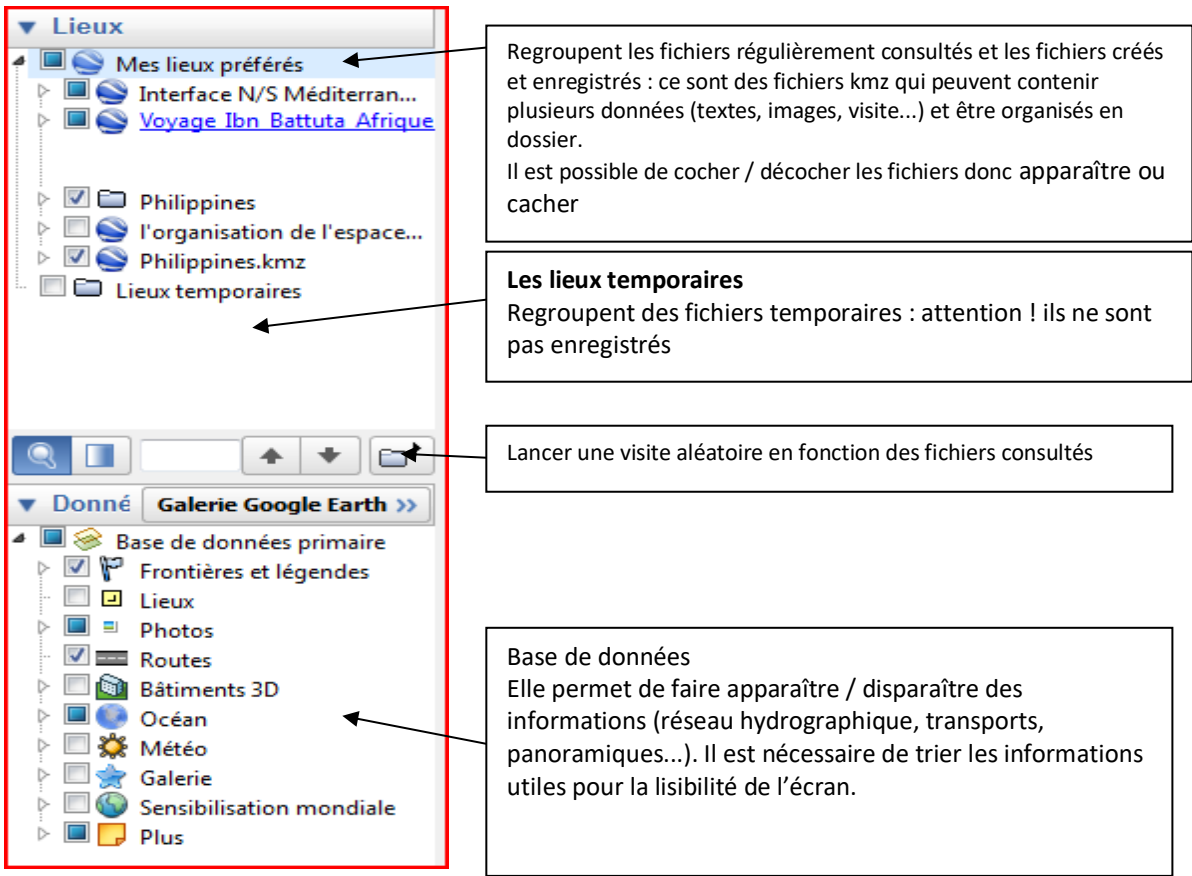 Lieux
Mes lieux préférés
Interface N/S Méditerran...
Voyage Ibn Battuta Afrique
Philippines
l'organisation de l'espace...
Philippines.kmz
Lieux temporaires
Donné
Galerie Google Earth >>
Base de données primaire
Frontières et légendes
Lieux
Photos
Routes
Bâtiments 3D
Océan
Météo
Galerie
Sensibilisation mondiale
Plus
Regroupent les fichiers régulièrement consultés et les fichiers créés
et enregistrés : ce sont des fichiers kmz qui peuvent contenir
plusieurs données (textes, images, visite...) et être organisés en
dossier.
Il est possible de cocher / décocher les fichiers donc apparaître ou
cacher
Les lieux temporaires
Regroupent des fichiers temporaires : attention ! ils ne sont
pas enregistrés
Lancer une visite aléatoire en fonction des fichiers consultés
Base de données
Elle permet de faire apparaître / disparaître des
informations (réseau hydrographique, transports,
panoramiques...). Il est nécessaire de trier les informations
utiles pour la lisibilité de l’écran.